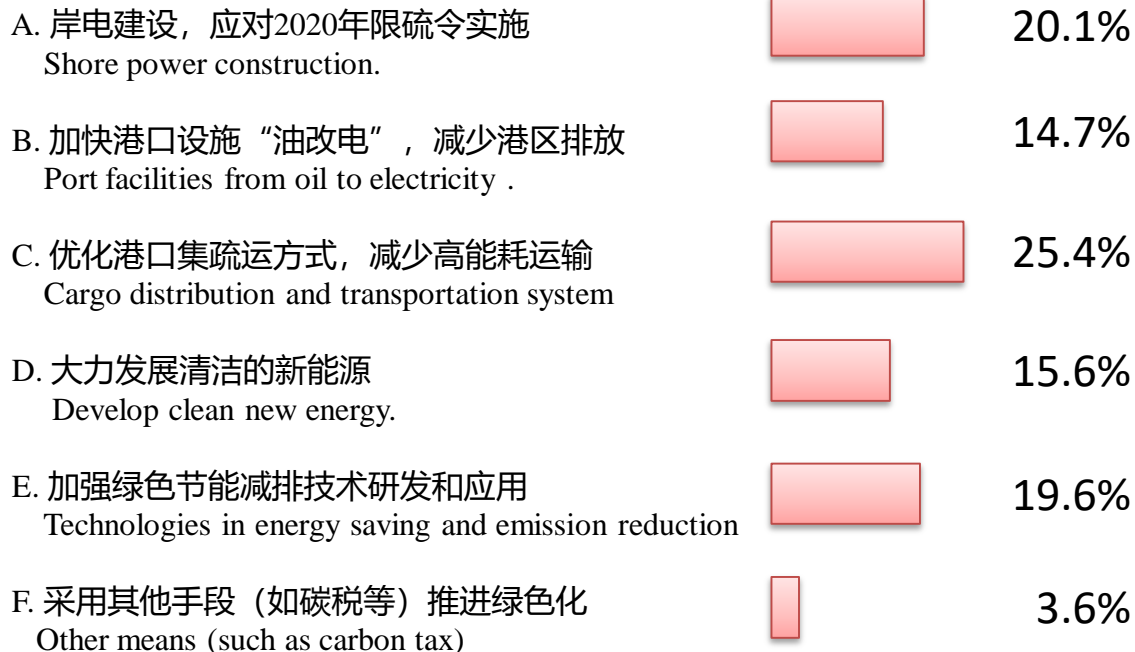 A. 岸电建设，应对2020年限硫令实施
Shore power construction.
20.1%
B. 加快港口设施“油改电”，减少港区排放
Port facilities from oil to electricity .
14.7%
C. 优化港口集疏运方式，减少高能耗运输
Cargo distribution and transportation system
25.4%
D. 大力发展清洁的新能源
Develop clean new energy.
15.6%
E. 加强绿色节能减排技术研发和应用
Technologies in energy saving and emission reduction
19.6%
F. 采用其他手段（如碳税等）推进绿色化
Other means (such as carbon tax)
3.6%